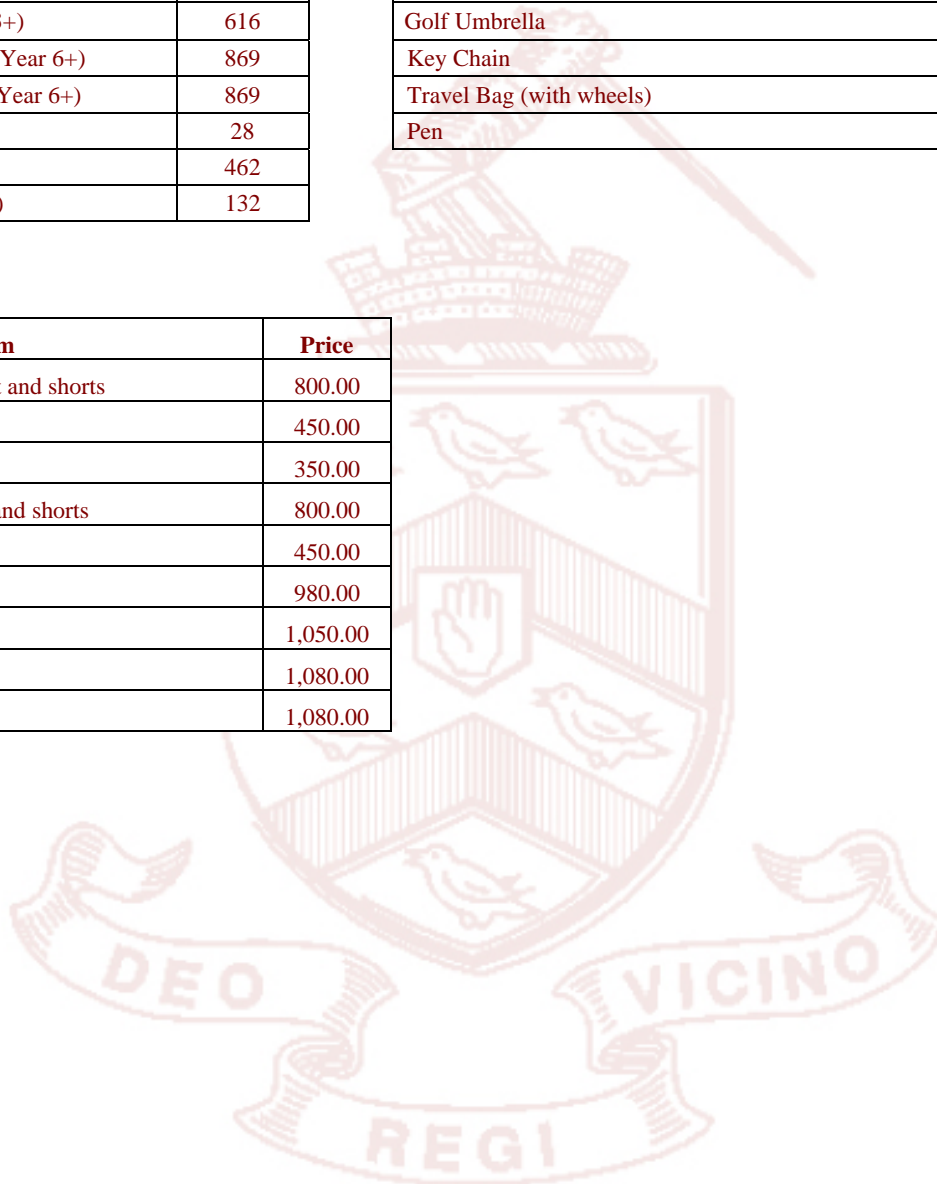 6+) 616
Year 6+) 869
Year 6+) 869
28
462
) 132
Golf Umbrella
Key Chain
Travel Bag (with wheels)
Pen
m Price
and shorts 800.00
450.00
350.00
and shorts 800.00
450.00
980.00
1,050.00
1,080.00
1,080.00
DEO
VICINO
REGI